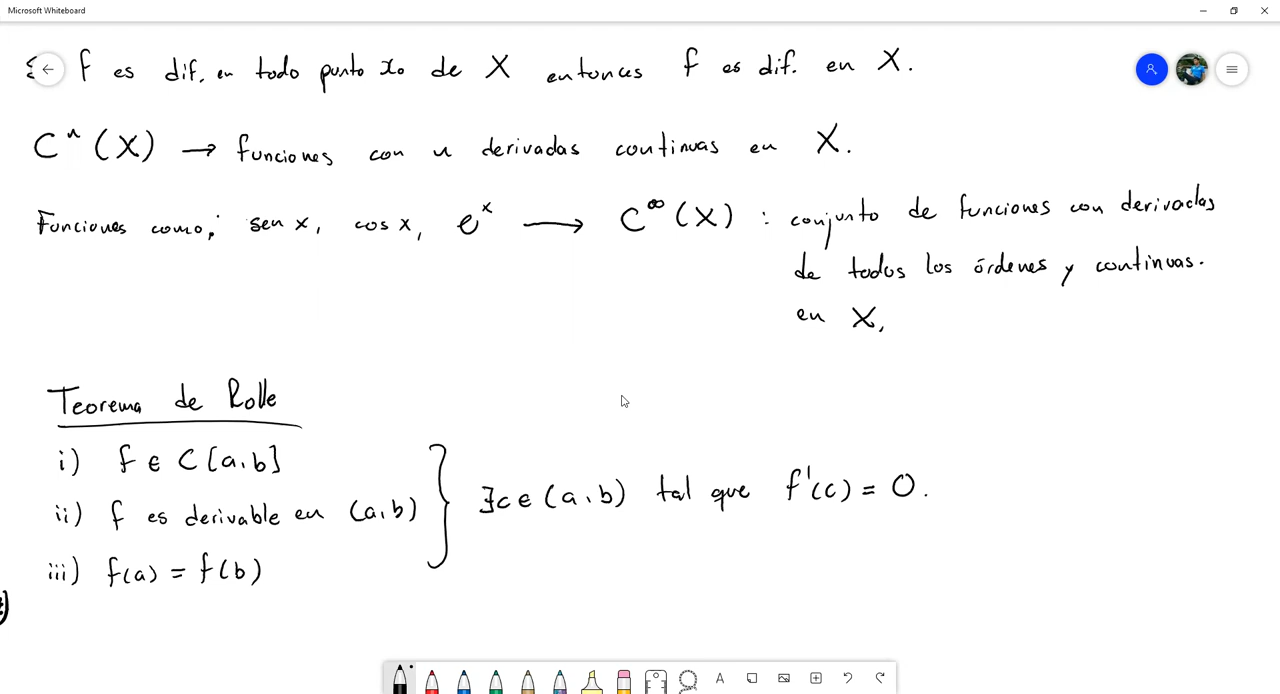 Microsoft Whiteboard
f es dif. en todo punto x₀ de X entonces f es dif. en X.
Cⁿ(X) → funciones con n derivadas continuas en X.
Funciones como: sen x, cos x, eˣ → C^∞(X) : conjunto de funciones con derivadas
de todos los órdenes y continuas.
en X,
Teorema de Rolle
i) f ∈ C[a,b]
ii) f es derivable en (a,b)
iii) f(a) = f(b)
} ∃c ∈ (a,b) tal que f'(c) = 0.
A